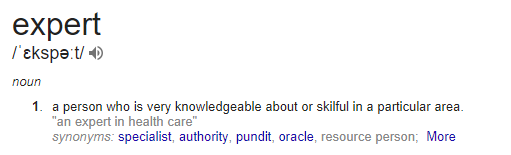 expert
/ˈɛkspəːt/
noun
1. a person who is very knowledgeable about or skilful in a particular area.
"an expert in health care"
synonyms: specialist, authority, pundit, oracle, resource person; More